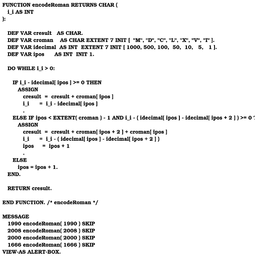 FUNCTION encodeRoman RETURNS CHAR (
i_i AS INT
):
DEF VAR cresult AS CHAR.
DEF VAR croman AS CHAR EXTENT 7 INIT [ "M", "D", "C", "L", "X", "V", "I" ].
DEF VAR idecimal AS INT EXTENT 7 INIT [ 1000, 500, 100, 50, 10, 5, 1 ].
DEF VAR ipos AS INT INIT 1.
DO WHILE i_i > 0:
IF i_i - idecimal[ ipos ] >= 0 THEN
ASSIGN
cresult = cresult + croman[ ipos ]
i_i = i_i - idecimal[ ipos ]
.
ELSE IF ipos < EXTENT( croman ) - 1 AND i_i - ( idecimal[ ipos ] - idecimal[ ipos + 2 ] ) >= 0
ASSIGN
cresult = cresult + croman[ ipos + 2 ] + croman[ ipos ]
i_i = i_i - ( idecimal[ ipos ] - idecimal[ ipos + 2 ] )
ipos = ipos + 1
.
ELSE
ipos = ipos + 1.
END.
RETURN cresult.
END FUNCTION. /* encodeRoman */
MESSAGE
1990 encodeRoman( 1990 ) SKIP
2008 encodeRoman( 2008 ) SKIP
2000 encodeRoman( 2000 ) SKIP
1666 encodeRoman( 1666 ) SKIP
VIEW-AS ALERT-BOX.